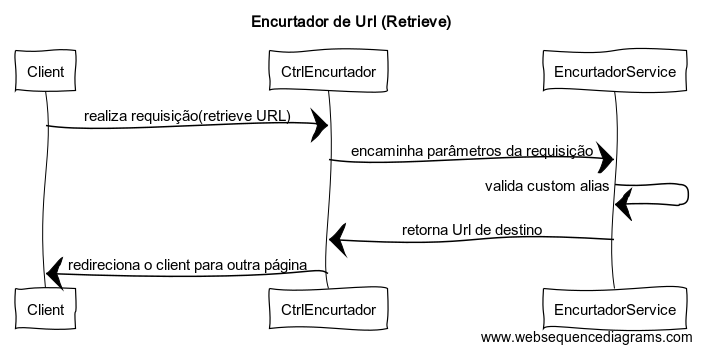 Encurtador de Url (Retrieve)
Client
CtrlEncurtador
EncurtadorService
realiza requisição(retrieve URL)
encaminha parâmetros da requisição
valida custom alias
retorna Url de destino
redireciona o client para outra página
Client
CtrlEncurtador
EncurtadorService
www.websequencediagrams.com